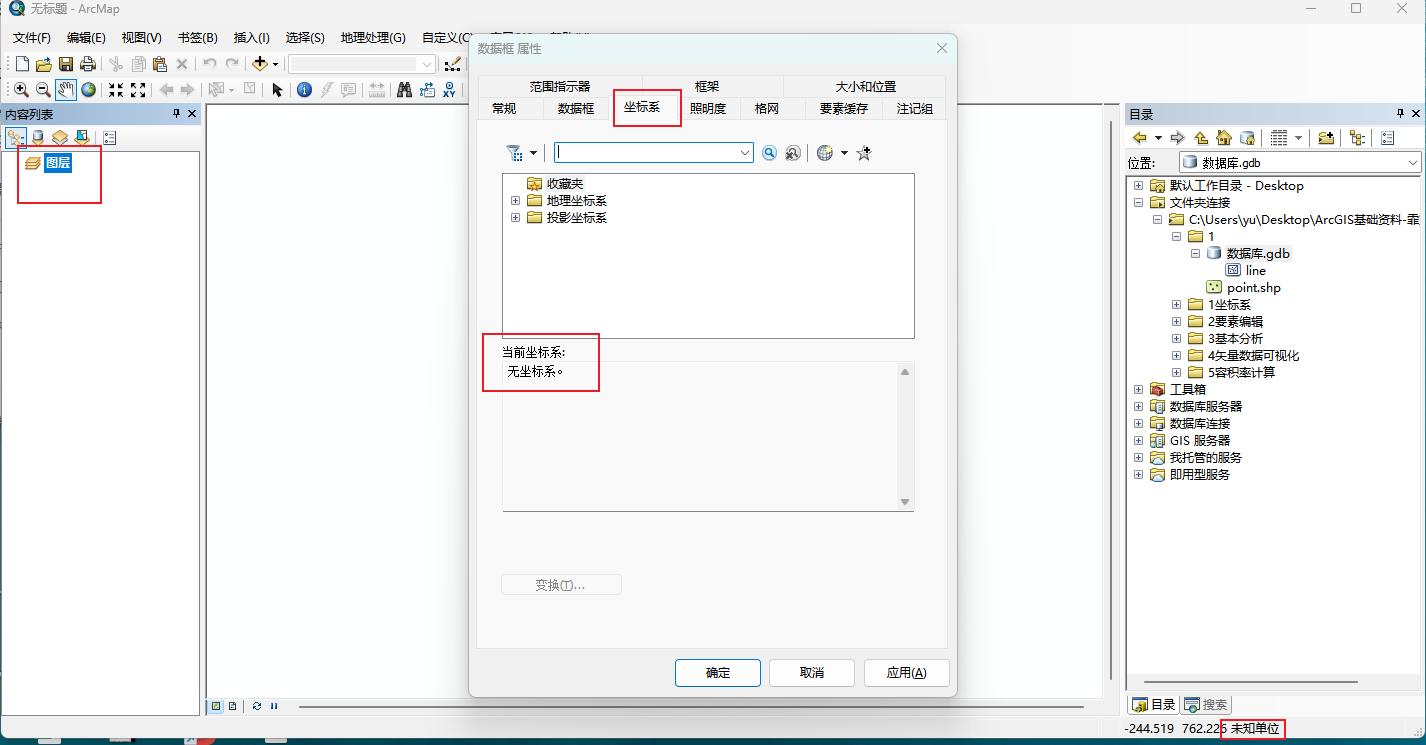 无标题 - ArcMap
文件(F) 编辑(E) 视图(V) 书签(B) 插入(I) 选择(S) 地理处理(G) 自定义(C)
内容列表
图层
数据框 属性
范围指示器 框架 大小和位置
常规 数据框 坐标系 照明度 格网 要素缓存 注记组
收藏夹
地理坐标系
投影坐标系
当前坐标系:
无坐标系。
变换(T)...
确定 取消 应用(A)
目录
位置: 数据库.gdb
默认工作目录 - Desktop
文件夹连接
C:\Users\yu\Desktop\ArcGIS基础资料-
1
数据库.gdb
line
point.shp
1坐标系
2要素编辑
3基本分析
4矢量数据可视化
5容积率计算
工具箱
数据库服务器
数据库连接
GIS 服务器
我托管的服务
即用型服务
目录 搜索
-244.519 762.226 未知单位